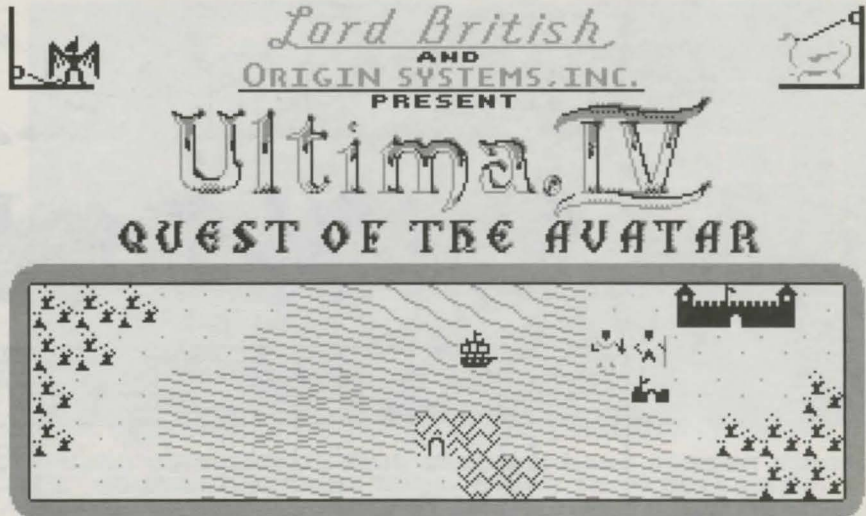 Lord British
AND
ORIGIN SYSTEMS, INC.
PRESENT
Ultima. IV
QUEST OF THE AVATAR